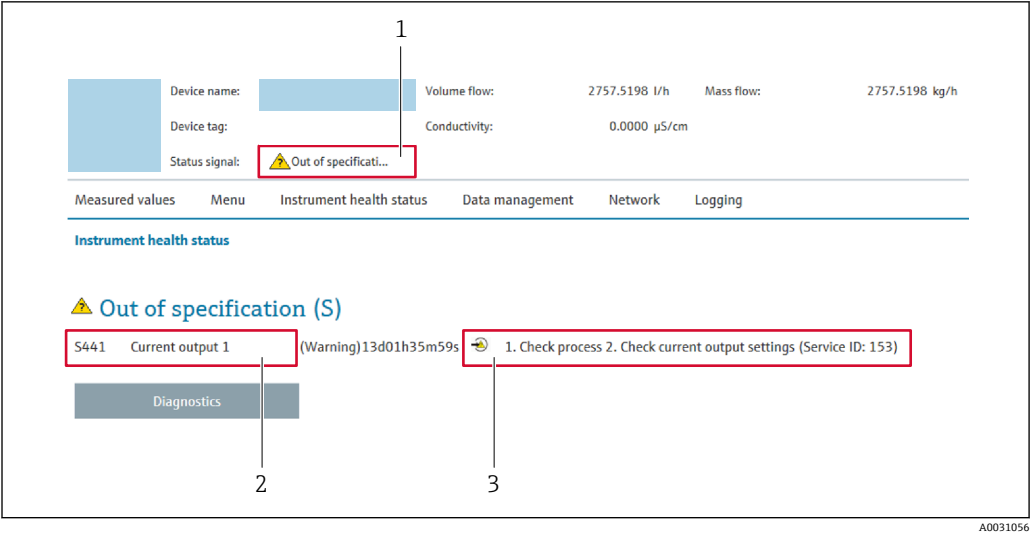 1
Device name: Volume flow: 2757.5198 l/h Mass flow: 2757.5198 kg/h
Device tag: Conductivity: 0.0000 µS/cm
Status signal: Out of specificati...
Measured values Menu Instrument health status Data management Network Logging
Instrument health status
Out of specification (S)
S441 Current output 1 (Warning)13d01h35m59s 1. Check process 2. Check current output settings (Service ID: 153)
Diagnostics
2 3
A0031056